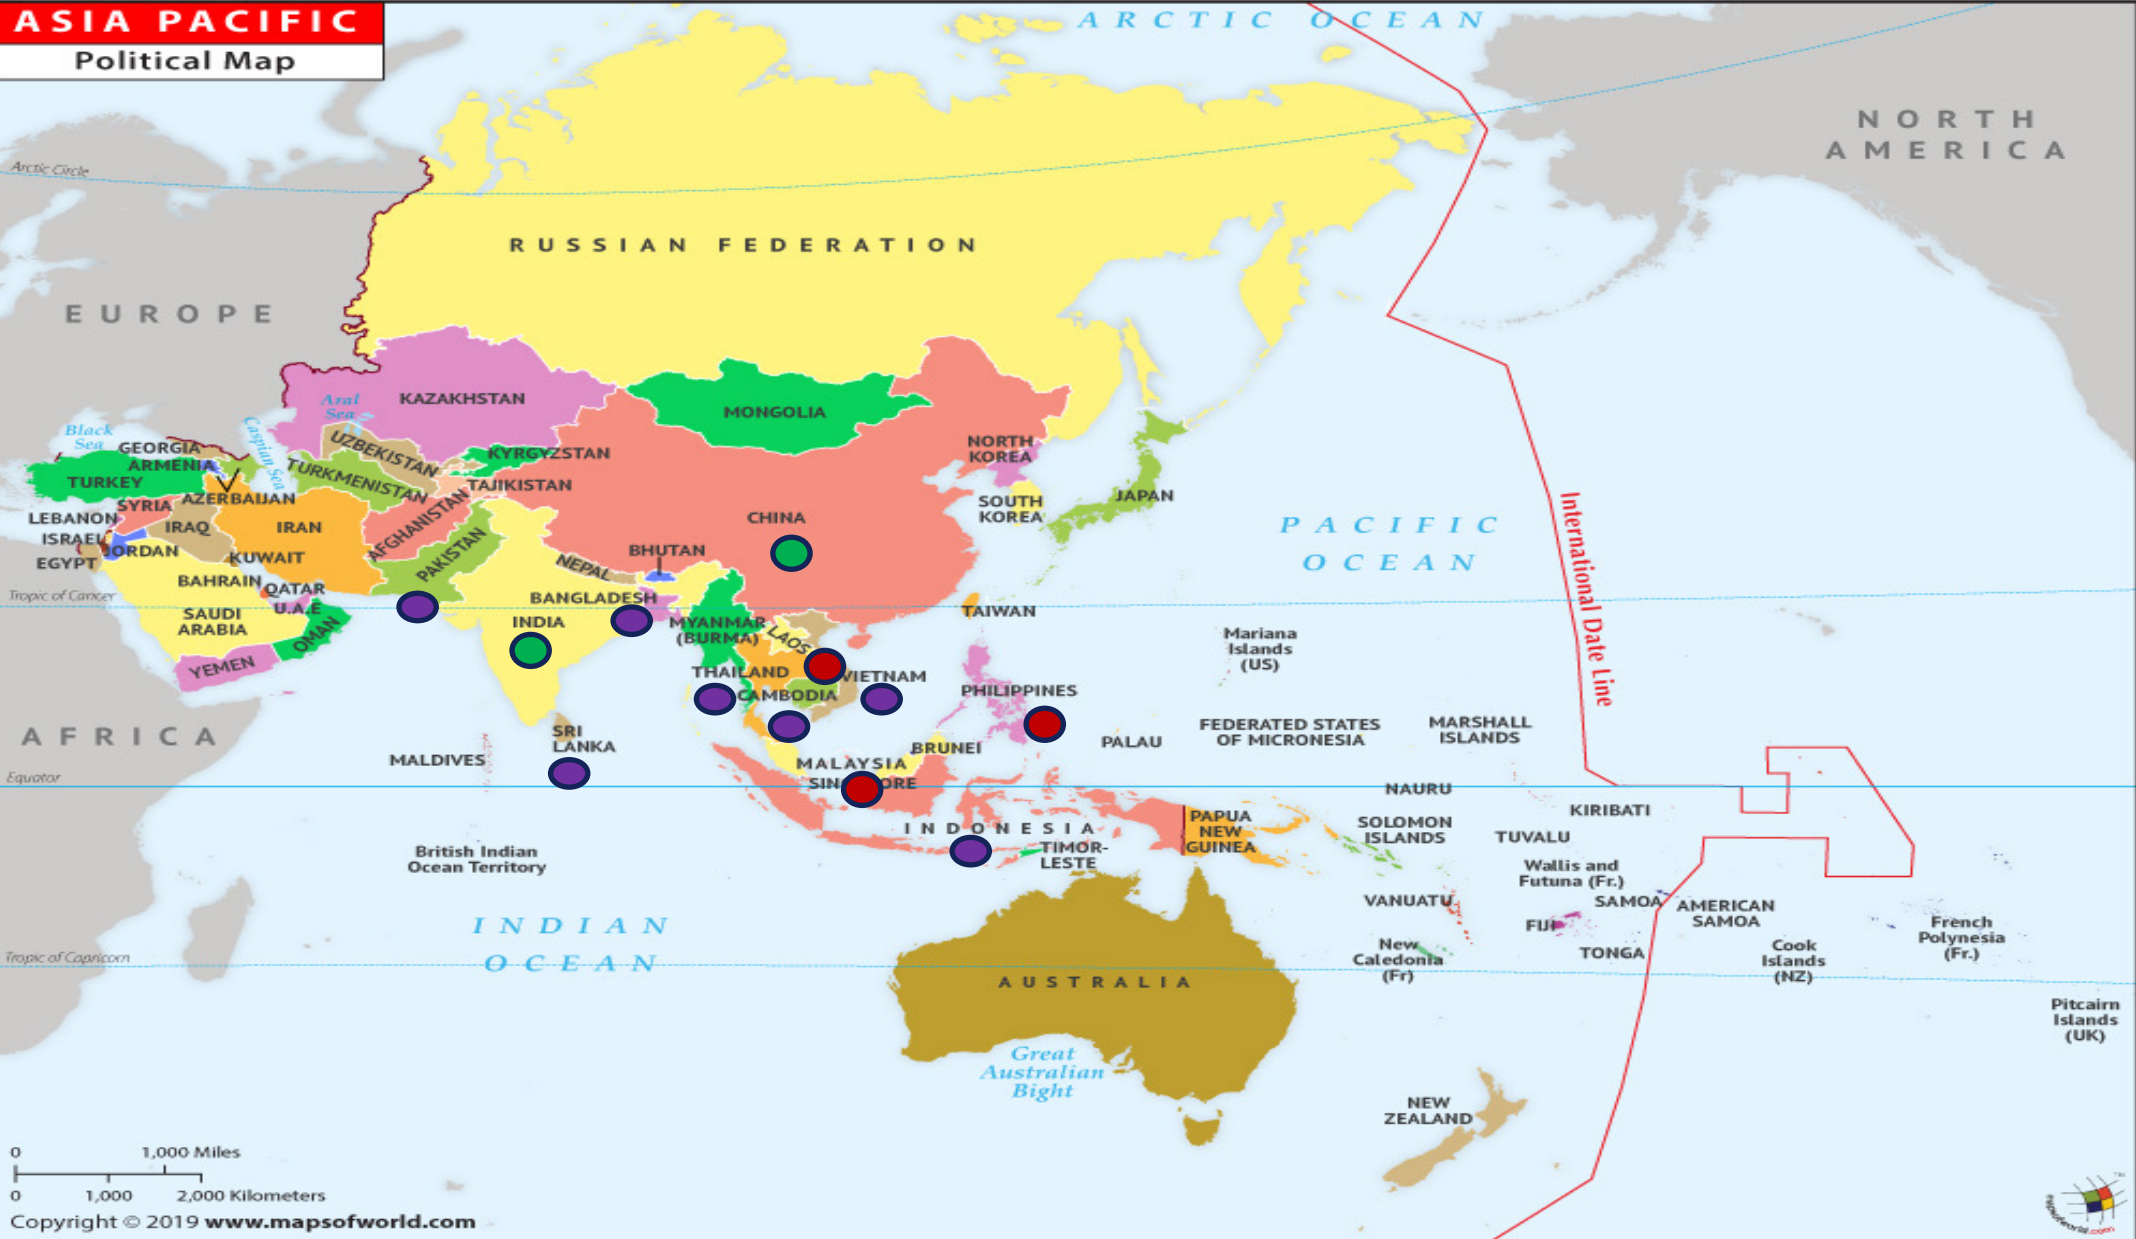 ASIA PACIFIC
Political Map
ARCTIC OCEAN
NORTH
AMERICA
Arctic Circle
RUSSIAN FEDERATION
EUROPE
KAZAKHSTAN
Aral
Sea
MONGOLIA
Black
Sea
Caspian Sea
GEORGIA
ARMENIA
TURKEY
AZERBAIJAN
UZBEKISTAN
TURKMENISTAN
KYRGYZSTAN
TAJIKISTAN
NORTH
KOREA
SOUTH
KOREA
JAPAN
SYRIA
LEBANON
ISRAEL
EGYPT
JORDAN
IRAQ
IRAN
KUWAIT
AFGHANISTAN
PAKISTAN
CHINA
BHUTAN
NEPAL
PACIFIC
OCEAN
International Date Line
BAHRAIN
QATAR
U.A.E
SAUDI
ARABIA
OMAN
YEMEN
Tropic of Cancer
BANGLADESH
INDIA
MYANMAR
(BURMA)
LAOS
TAIWAN
Mariana
Islands
(US)
THAILAND
VIETNAM
CAMBODIA
PHILIPPINES
AFRICA
SRI
LANKA
MALDIVES
BRUNEI
MALAYSIA
PALAU
FEDERATED STATES
OF MICRONESIA
MARSHALL
ISLANDS
Equator
NAURU
KIRIBATI
INDONESIA
TIMOR-
LESTE
PAPUA
NEW
GUINEA
SOLOMON
ISLANDS
TUVALU
British Indian
Ocean Territory
Wallis and
Futuna (Fr.)
VANUATU
SAMOA
AMERICAN
SAMOA
FIJI
TONGA
New
Caledonia
(Fr)
Cook
Islands
(NZ)
French
Polynesia
(Fr.)
INDIAN
OCEAN
Tropic of Capricorn
AUSTRALIA
Pitcairn
Islands
(UK)
Great
Australian
Bight
NEW
ZEALAND
0 1,000 Miles
0 1,000 2,000 Kilometers
Copyright © 2019 www.mapsofworld.com
mapsofworld.com